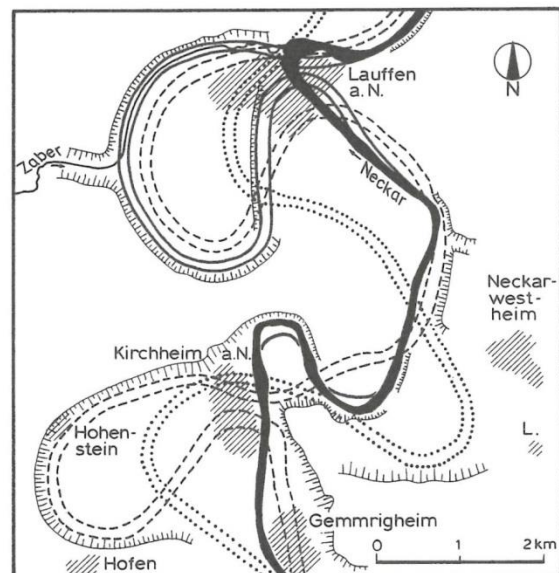 Lauffen
a. N.
N
Zaber
Neckar
Neckar-
west-
heim
Kirchheim a.N.
L.
Hohen-
stein
Gemmrigheim
Hofen
0 1 2 km